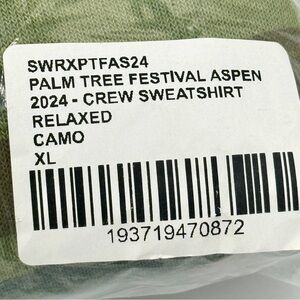 SWRXPTFAS24
PALM TREE FESTIVAL ASPEN
2024 - CREW SWEATSHIRT
RELAXED
CAMO
XL
193719470872